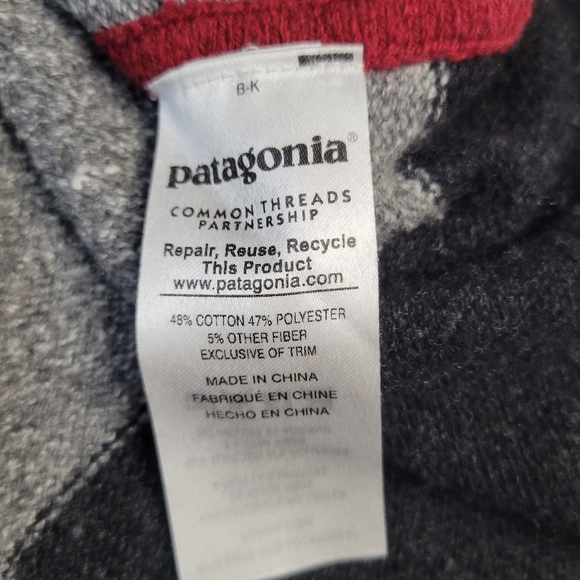 B-K
patagonia®
COMMON THREADS
PARTNERSHIP
Repair, Reuse, Recycle
This Product
www.patagonia.com
48% COTTON 47% POLYESTER
5% OTHER FIBER
EXCLUSIVE OF TRIM
MADE IN CHINA
FABRIQUÉ EN CHINE
HECHO EN CHINA